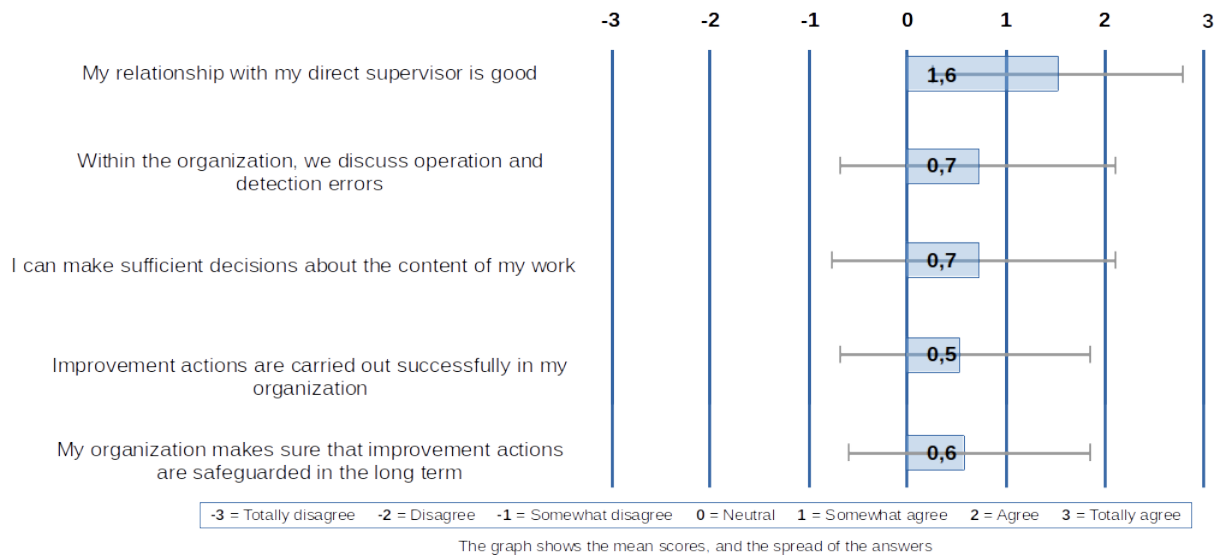 -3 -2 -1 0 1 2 3
My relationship with my direct supervisor is good
1,6
Within the organization, we discuss operation and
detection errors
0,7
I can make sufficient decisions about the content of my work
0,7
Improvement actions are carried out successfully in my
organization
0,5
My organization makes sure that improvement actions
are safeguarded in the long term
0,6
-3 = Totally disagree -2 = Disagree -1 = Somewhat disagree 0 = Neutral 1 = Somewhat agree 2 = Agree 3 = Totally agree
The graph shows the mean scores, and the spread of the answers